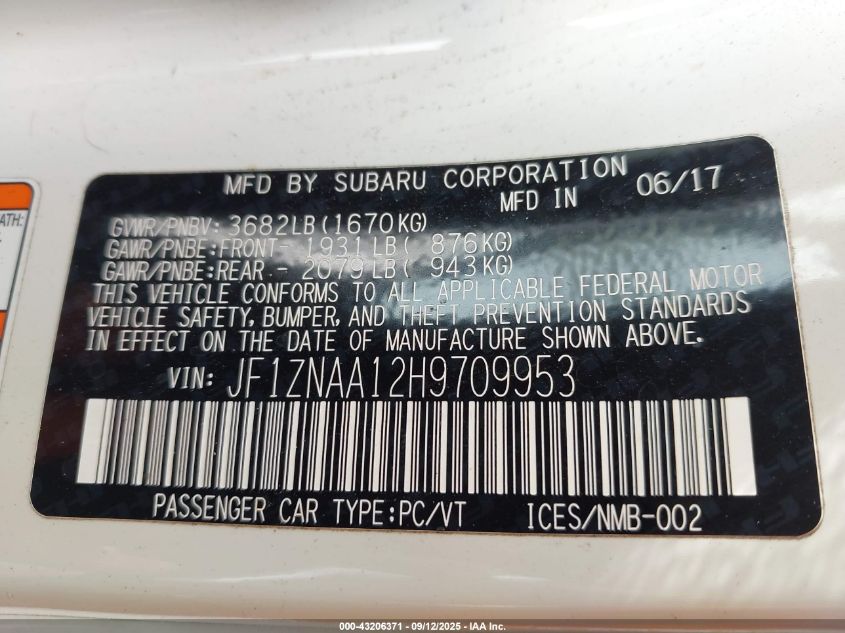 MFD BY SUBARU CORPORATION
MFD IN 06/17
GVWR/PNBV: 3682LB(1670KG)
GAWR/PNBE:FRONT- 1931LB( 876KG)
GAWR/PNBE:REAR - 2079LB( 943KG)
THIS VEHICLE CONFORMS TO ALL APPLICABLE FEDERAL MOTOR
VEHICLE SAFETY, BUMPER, AND THEFT PREVENTION STANDARDS
IN EFFECT ON THE DATE OF MANUFACTURE SHOWN ABOVE.
VIN: JF1ZNAA12H9709953
PASSENGER CAR TYPE:PC/VT ICES/NMB-002
000-43206371 - 09/12/2025 - IAA Inc.